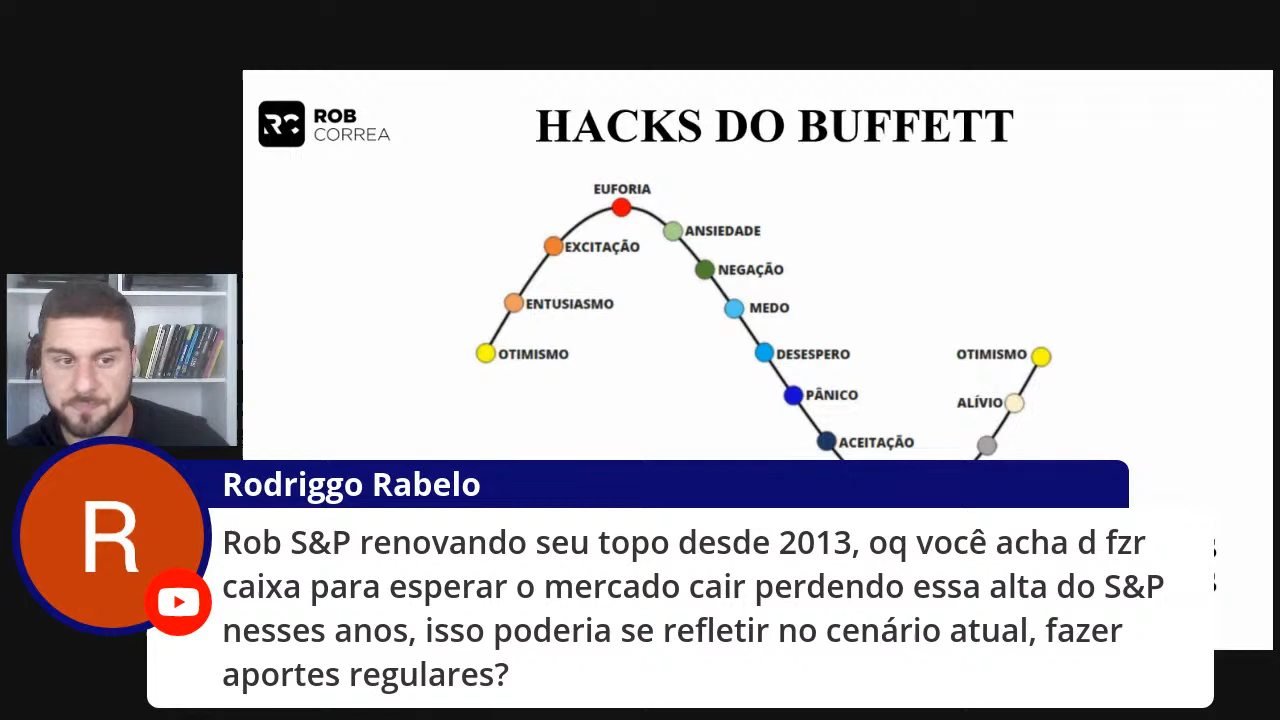 ROB
CORREA
HACKS DO BUFFETT
EUFORIA
ANSIEDADE
EXCITAÇÃO
NEGAÇÃO
ENTUSIASMO
MEDO
OTIMISMO
DESESPERO
OTIMISMO
PÂNICO
ALÍVIO
ACEITAÇÃO
Rodriggo Rabelo
R
Rob S&P renovando seu topo desde 2013, oq você acha d fzr
caixa para esperar o mercado cair perdendo essa alta do S&P
nesses anos, isso poderia se refletir no cenário atual, fazer
aportes regulares?